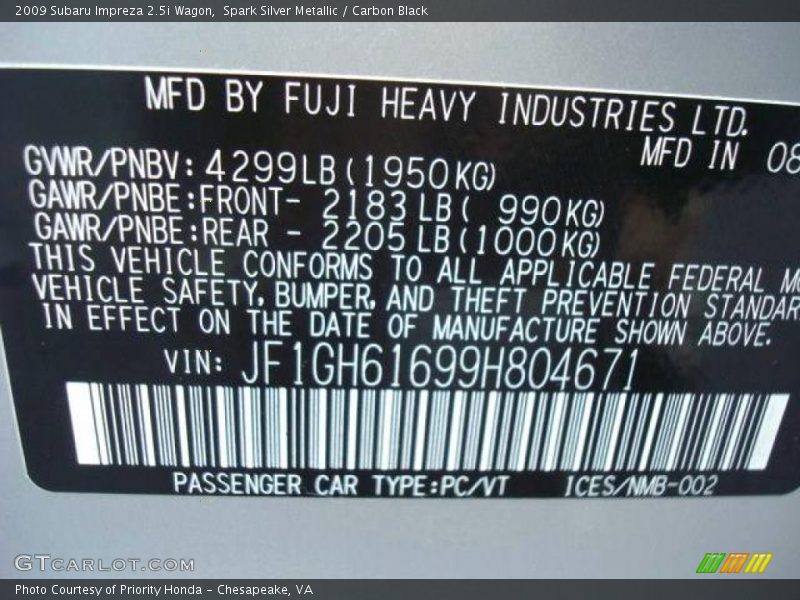 2009 Subaru Impreza 2.5i Wagon,  Spark Silver Metallic / Carbon Black
MFD BY FUJI HEAVY INDUSTRIES LTD.
MFD IN 08
GVWR/PNBV: 4299LB(1950KG)
GAWR/PNBE:FRONT- 2183LB( 990KG)
GAWR/PNBE:REAR - 2205LB(1000KG)
THIS VEHICLE CONFORMS TO ALL APPLICABLE FEDERAL MO
VEHICLE SAFETY, BUMPER, AND THEFT PREVENTION STANDAR
IN EFFECT ON THE DATE OF MANUFACTURE SHOWN ABOVE.
VIN: JF1GH61699H804671
PASSENGER CAR TYPE:PC/VT ICES/NMB-002
GTCARLOT.COM
Photo Courtesy of Priority Honda - Chesapeake, VA